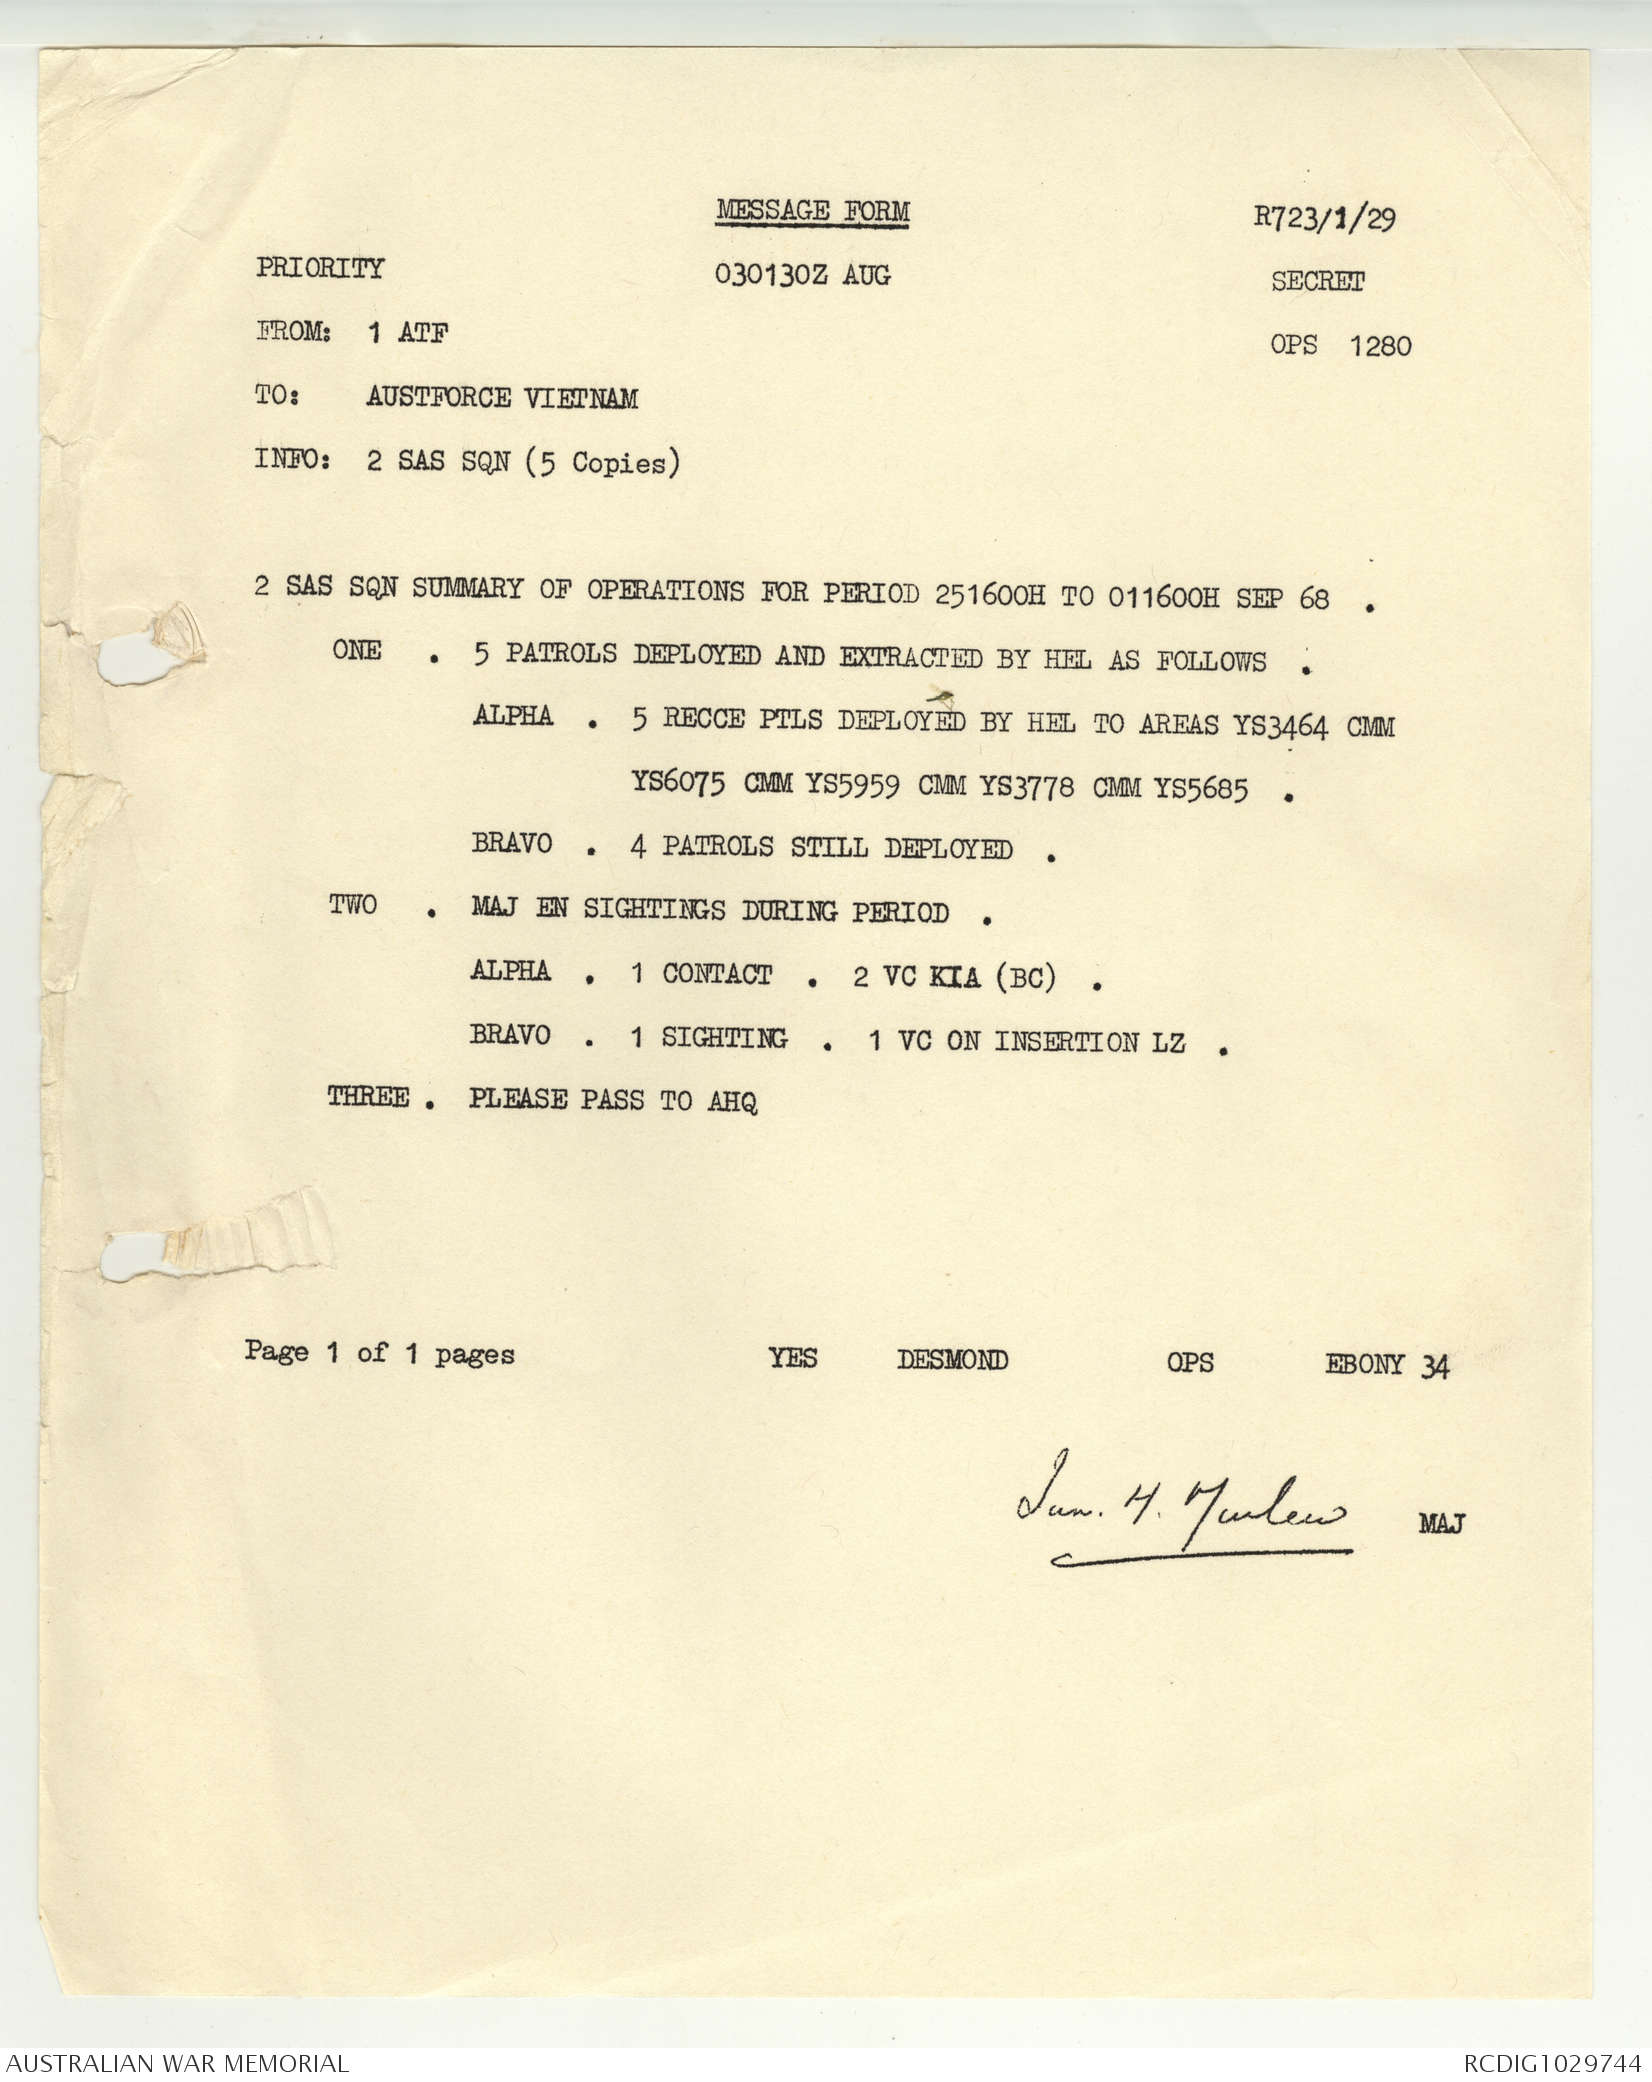 MESSAGE FORM
R723/1/29
PRIORITY 030130Z AUG SECRET
FROM: 1 ATF OPS 1280
TO: AUSTFORCE VIETNAM
INFO: 2 SAS SQN (5 Copies)
2 SAS SQN SUMMARY OF OPERATIONS FOR PERIOD 251600H TO 011600H SEP 68 .
ONE . 5 PATROLS DEPLOYED AND EXTRACTED BY HEL AS FOLLOWS .
ALPHA . 5 RECCE PTLS DEPLOYED BY HEL TO AREAS YS3464 CMM
YS6075 CMM YS5959 CMM YS3778 CMM YS5685 .
BRAVO . 4 PATROLS STILL DEPLOYED .
TWO . MAJ EN SIGHTINGS DURING PERIOD .
ALPHA . 1 CONTACT . 2 VC KIA (BC) .
BRAVO . 1 SIGHTING . 1 VC ON INSERTION LZ .
THREE . PLEASE PASS TO AHQ
Page 1 of 1 pages YES DESMOND OPS EBONY 34
MAJ
AUSTRALIAN WAR MEMORIAL RCDIG1029744